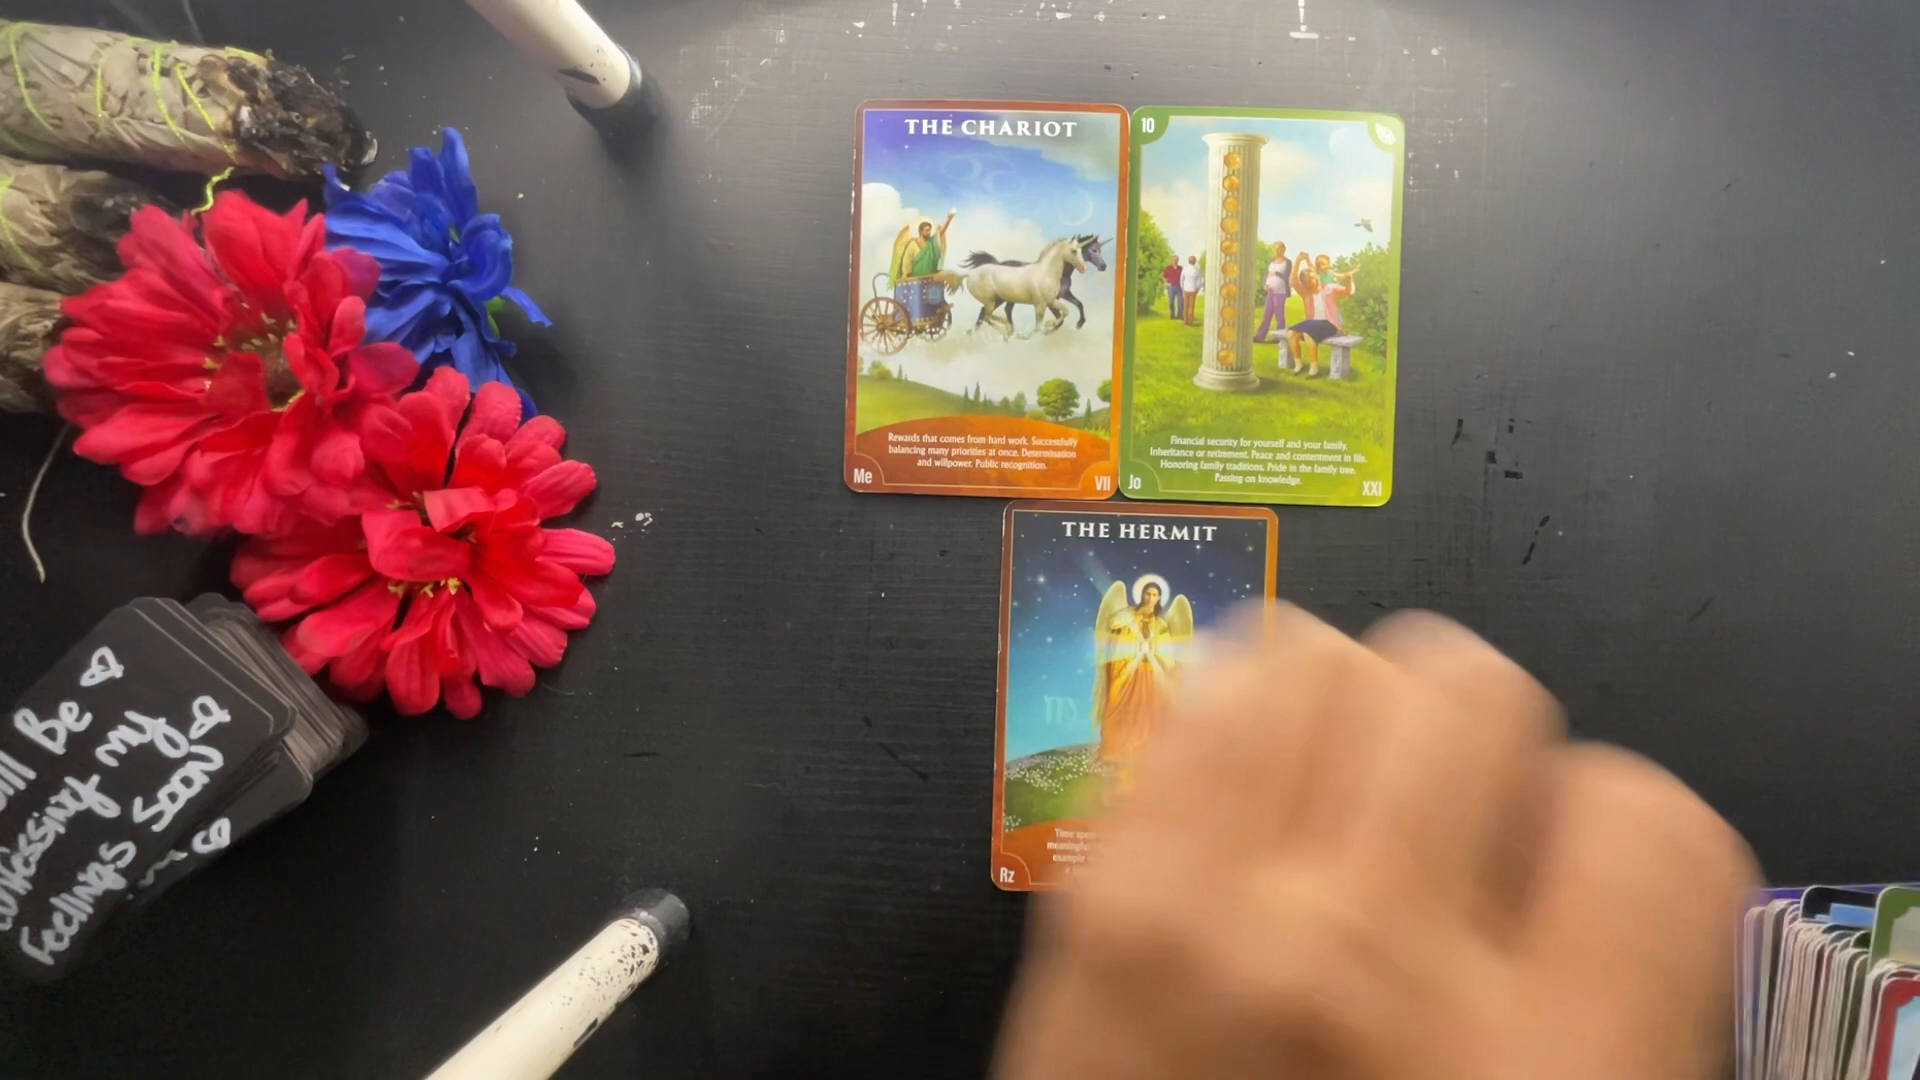 THE CHARIOT
Rewards that comes from hard work. Successfully
balancing many priorities at once. Determination
and willpower. Public recognition.
Me
VII
10
Financial security for yourself and your family.
Inheritance or retirement. Peace and contentment in life.
Honoring family traditions. Pride in the family tree.
Passing on knowledge.
Jo
XXI
THE HERMIT
Time
example
Rz
Be
my
Feelings SOON